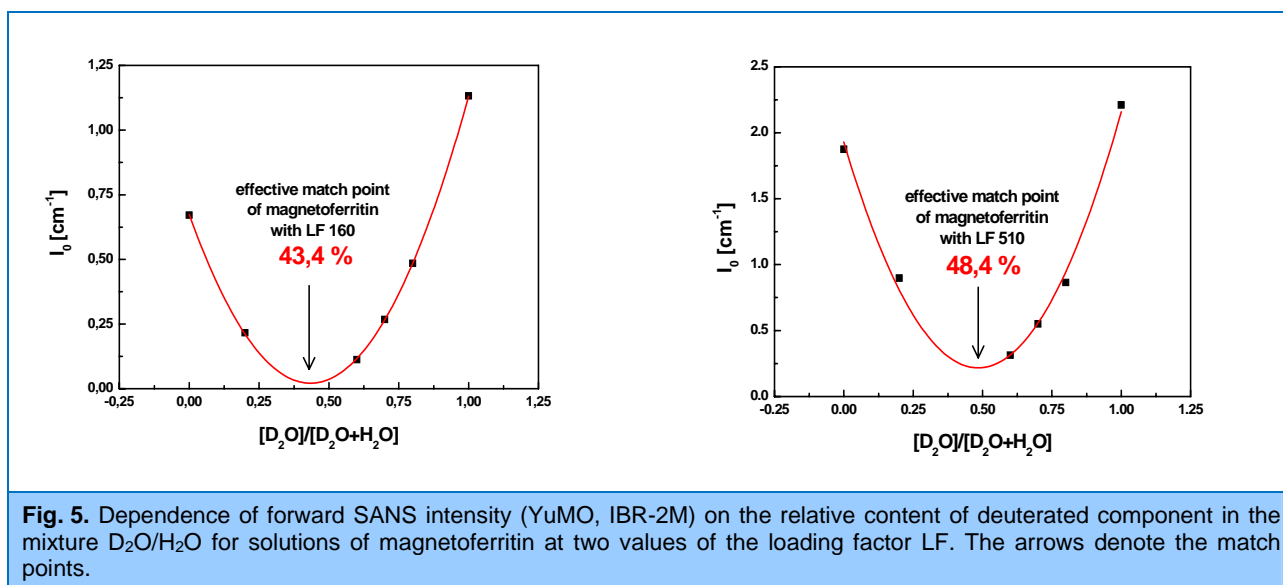 1,25
1,00
0,75
0,50
0,25
0,00
I₀ [cm⁻¹]
effective match point
of magnetoferritin
with LF 160
43,4 %
-0,25 0,00 0,25 0,50 0,75 1,00 1,25
[D₂O]/[D₂O+H₂O]
2.5
2.0
1.5
1.0
0.5
0.0
I₀ [cm⁻¹]
effective match point
of magnetoferritin
with LF 510
48,4 %
-0.25 0.00 0.25 0.50 0.75 1.00 1.25
[D₂O]/[D₂O+H₂O]
Fig. 5. Dependence of forward SANS intensity (YuMO, IBR-2M) on the relative content of deuterated component in the
mixture D₂O/H₂O for solutions of magnetoferritin at two values of the loading factor LF. The arrows denote the match
points.